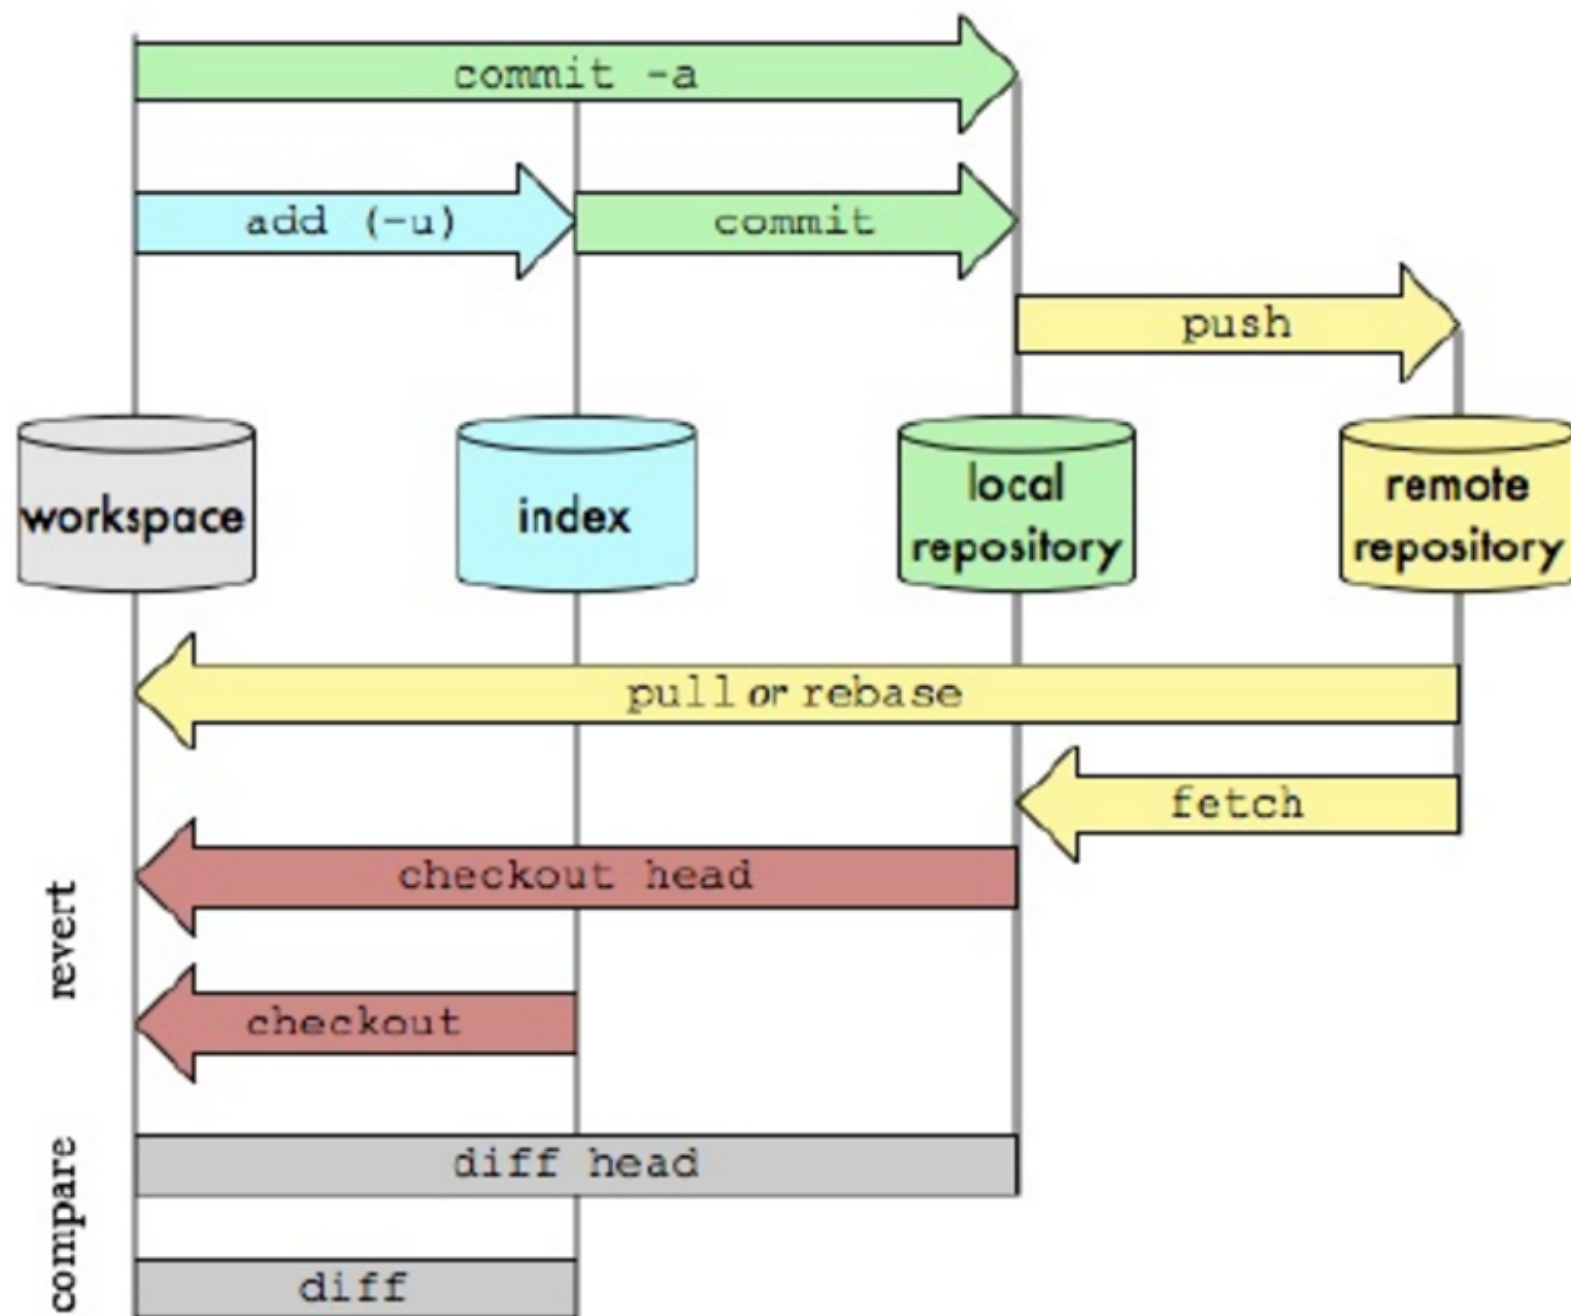 commit -a
add (-u)
commit
push
workspace
index
local
repository
remote
repository
pull or rebase
fetch
revert
checkout head
checkout
compare
diff head
diff